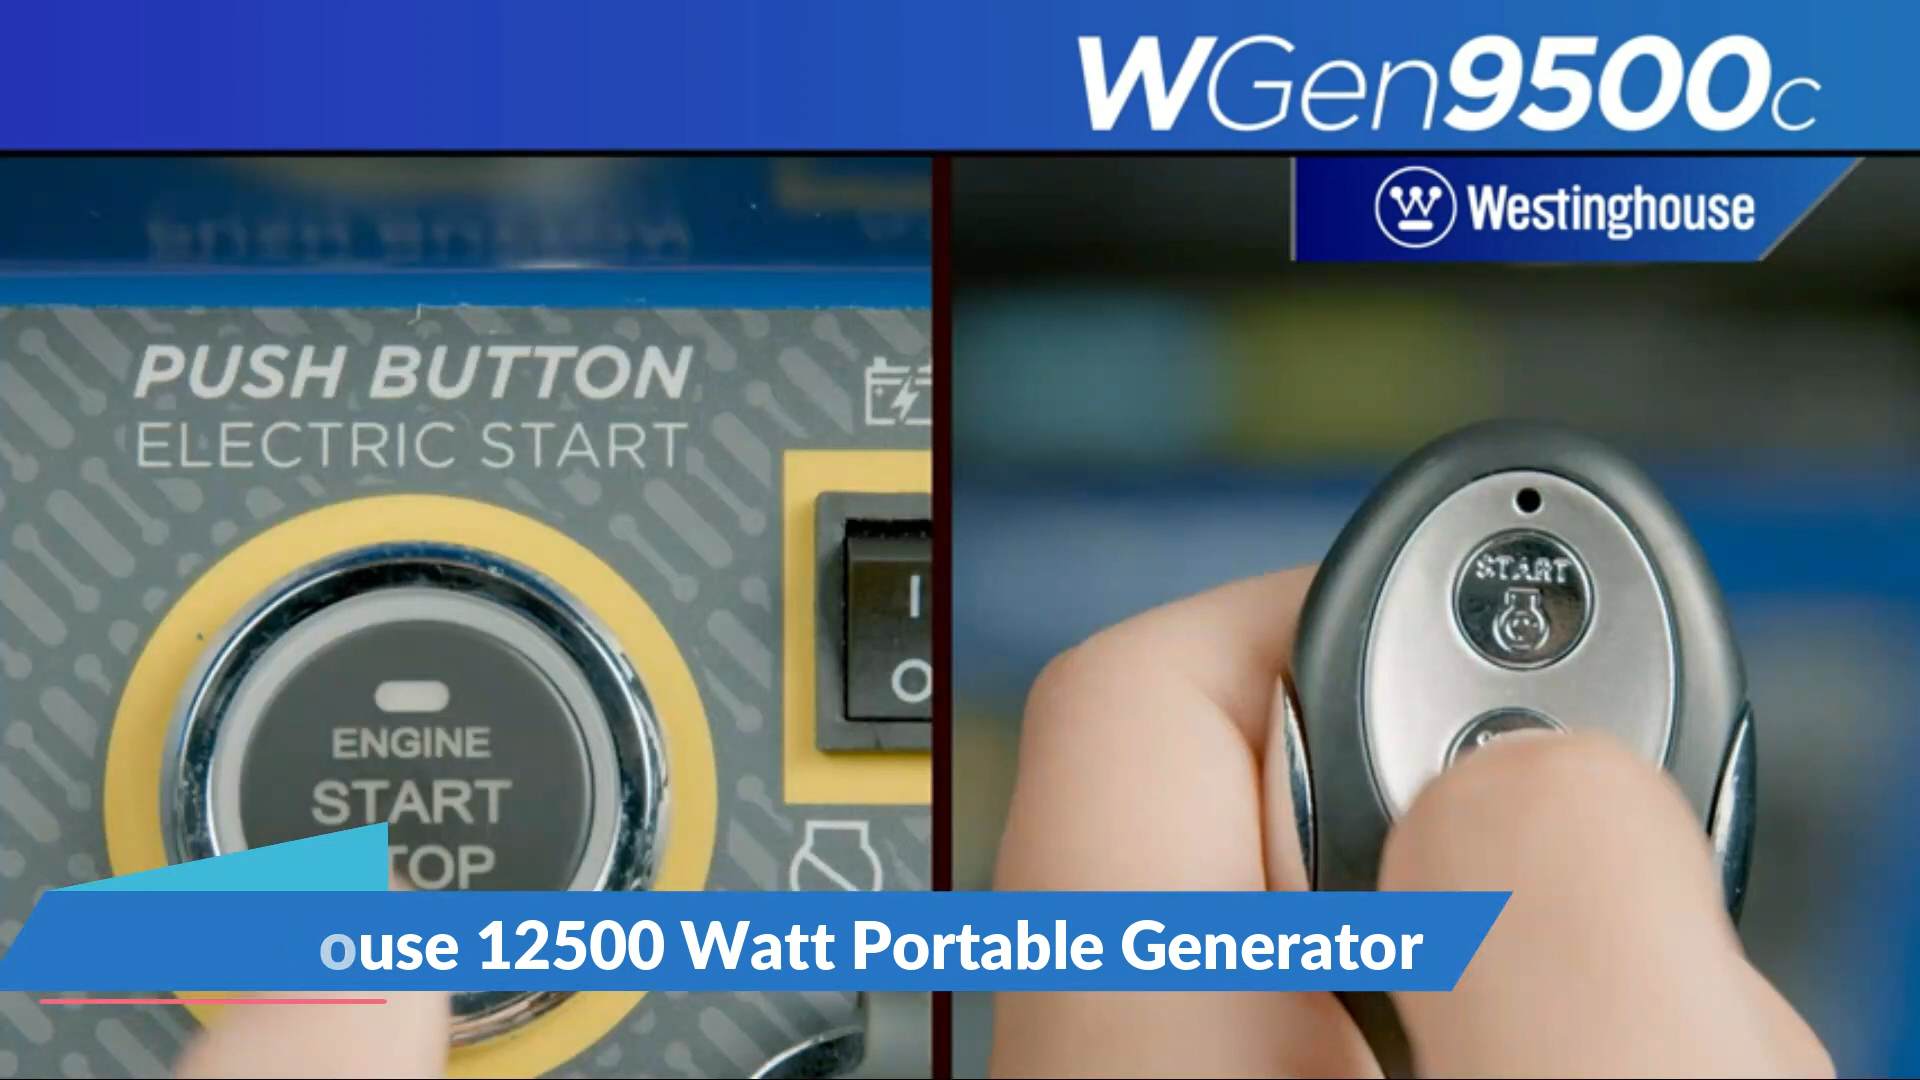 WGen9500c
Westinghouse
PUSH BUTTON
ELECTRIC START
I
O
ENGINE
START
TOP
START
ouse 12500 Watt Portable Generator